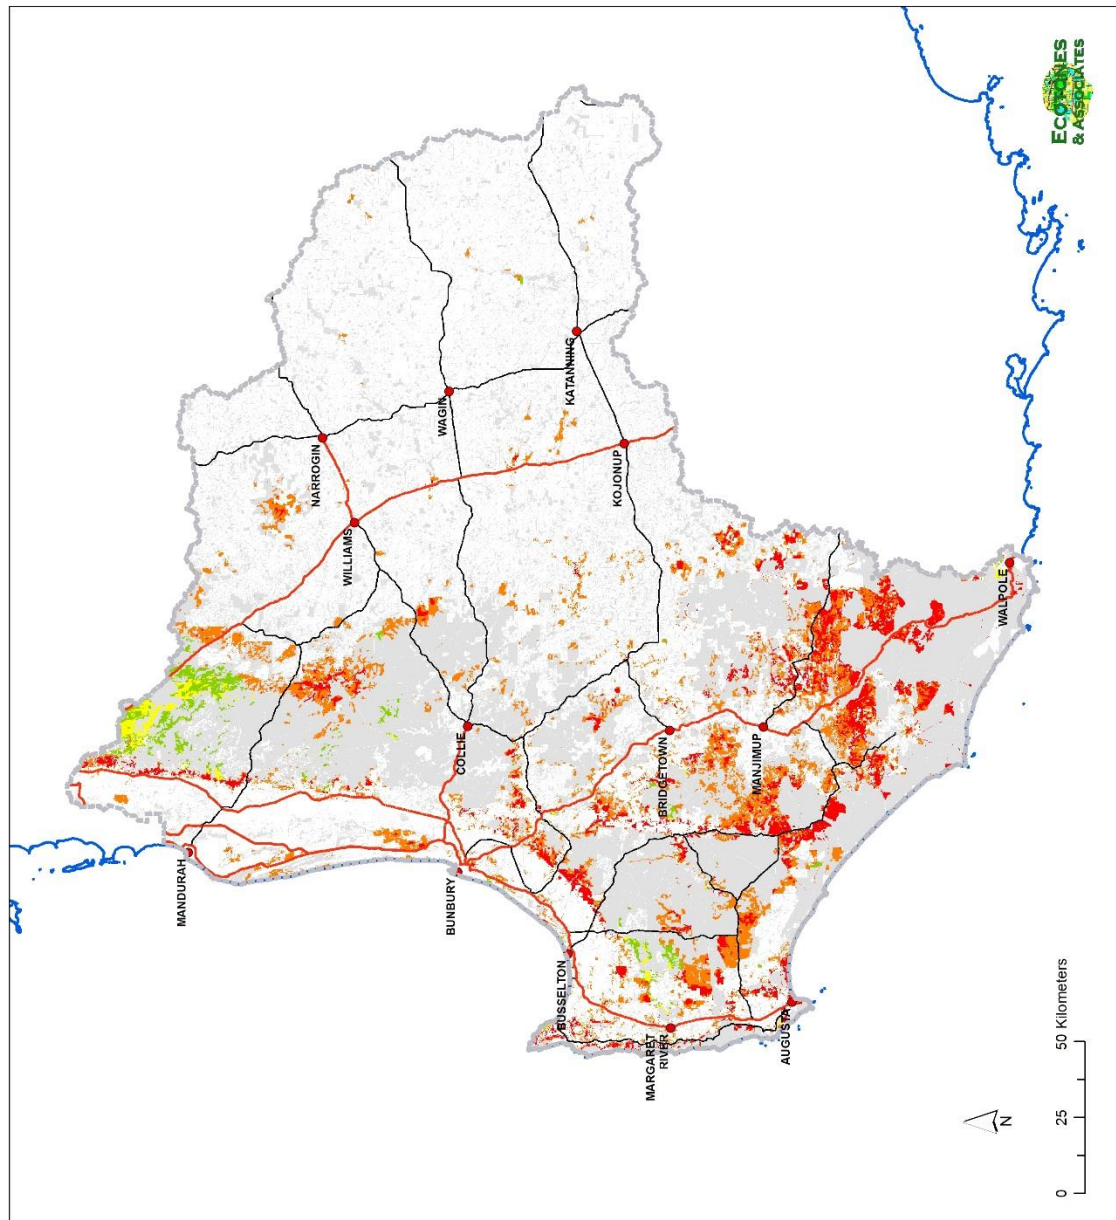 ECOTONES
& ASSOCIATES
MANDURAH
NARROGIN
WILLIAMS
WAGIN
COLLIE
BUNBURY
KATANNING
KOJONUP
BUSSELTON
BRIDGETOWN
MARGARET
RIVER
MANJIMUP
AUGUSTA
WALPOLE
N
0 25 50 Kilometers